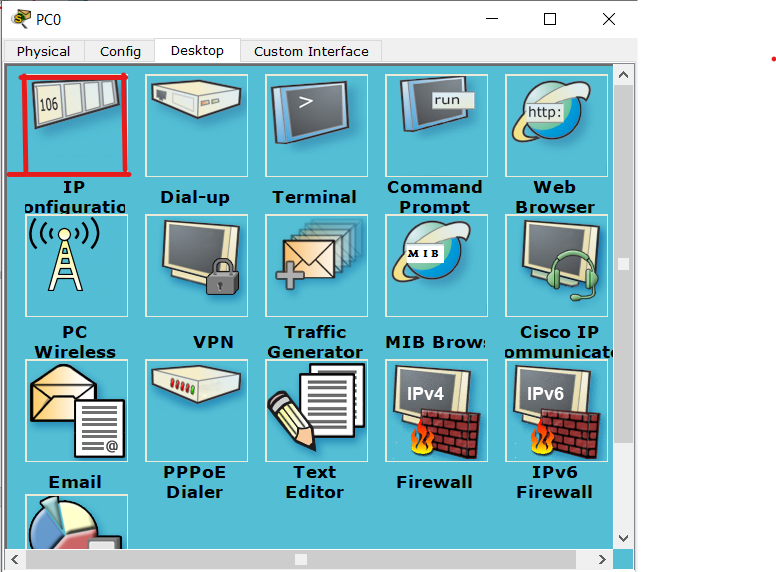 PC0
Physical Config Desktop Custom Interface
106
>
run
http:
IP
onfiguratio
Dial-up
Terminal
Command
Prompt
Web
Browser
MIB
PC
Wireless
VPN
Traffic
Generator
MIB Brows
Cisco IP
ommunicato
@
IPv4
IPv6
Email
PPPoE
Dialer
Text
Editor
Firewall
IPv6
Firewall